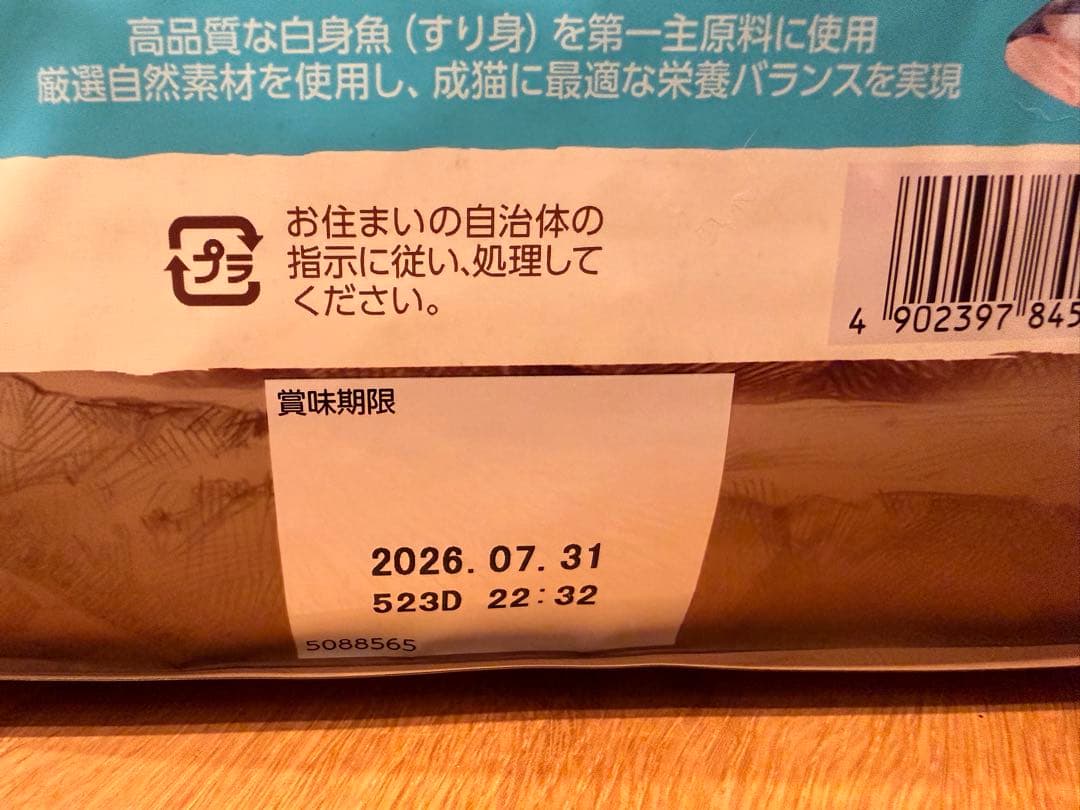 高品質な白身魚（すり身）を第一主原料に使用
厳選自然素材を使用し、成猫に最適な栄養バランスを実現
プラ
お住まいの自治体の
指示に従い、処理して
ください。
4 902397 845
賞味期限
2026. 07. 31
523D 22:32
5088565